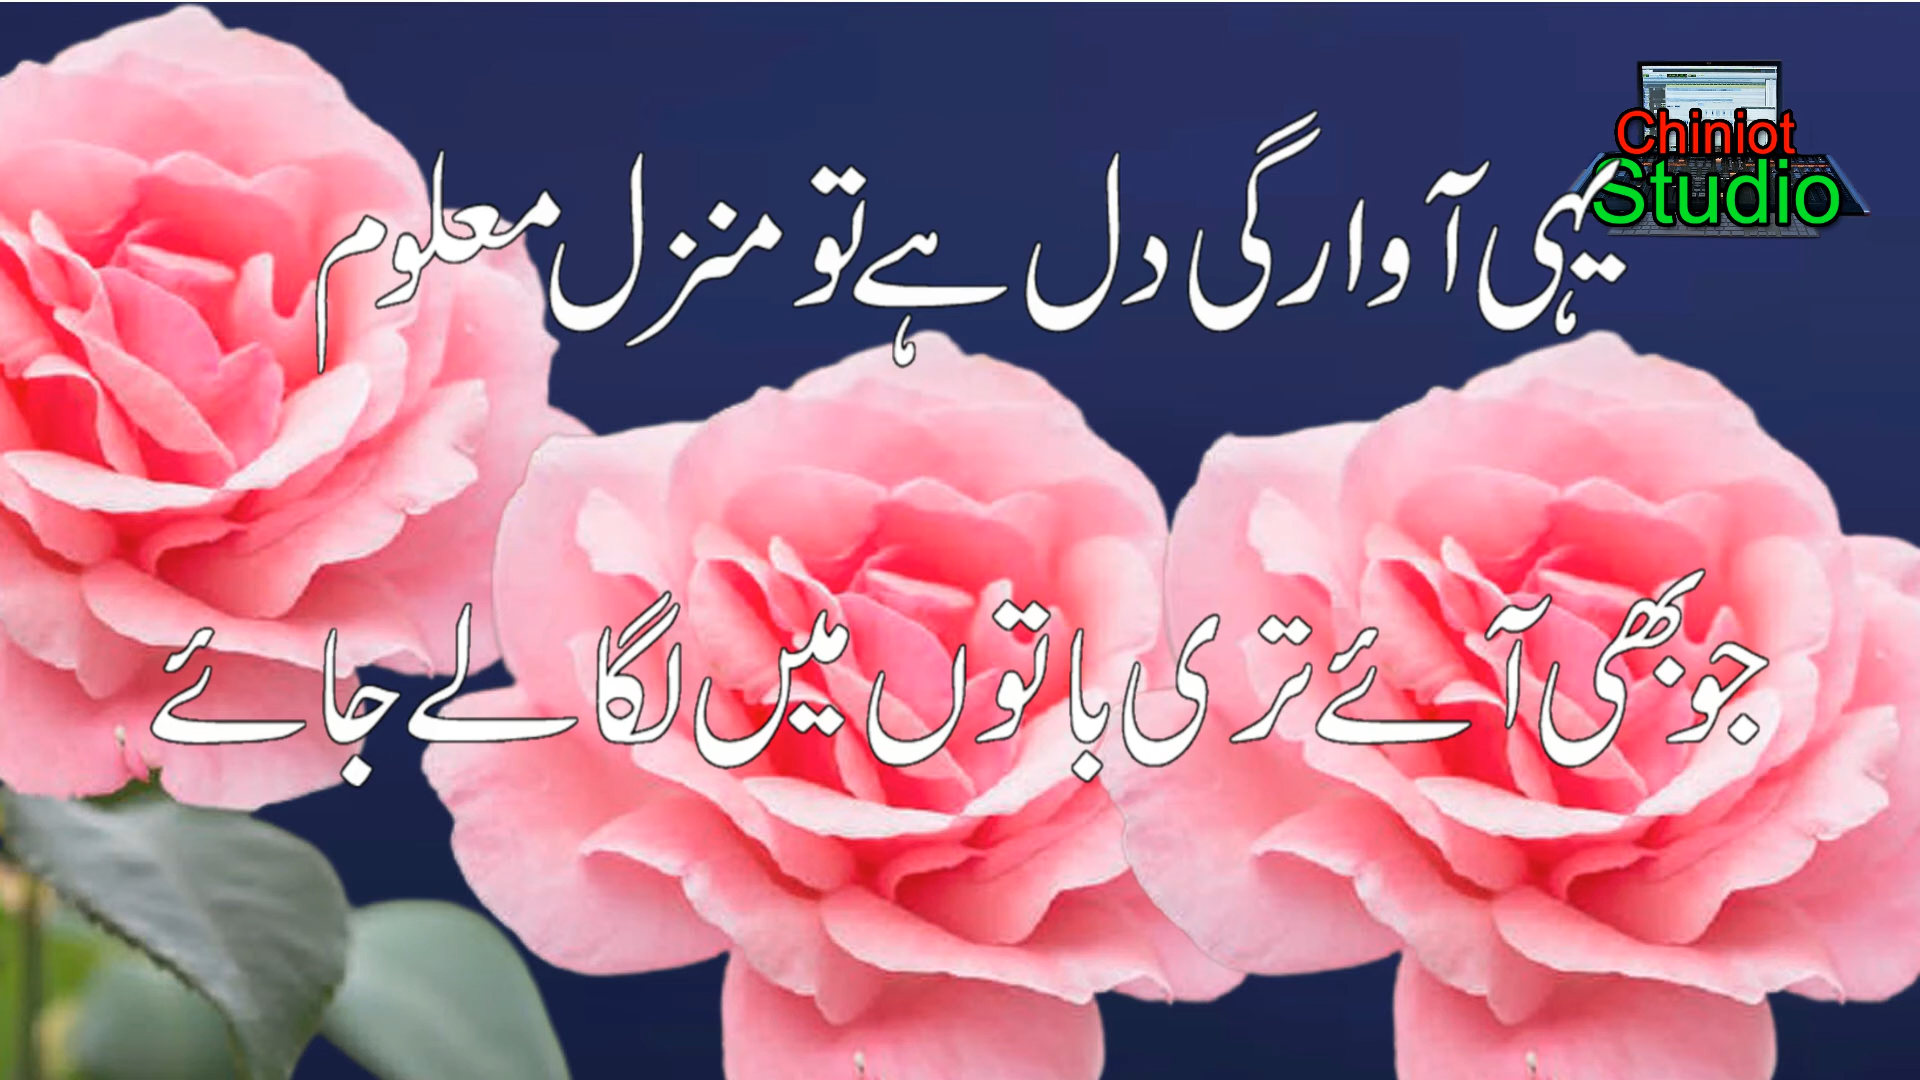 Chiniot
Studio
یہی آوارگی دل ہے تو منزل معلوم
جو بھی آئے تری باتوں میں لگا لے جائے